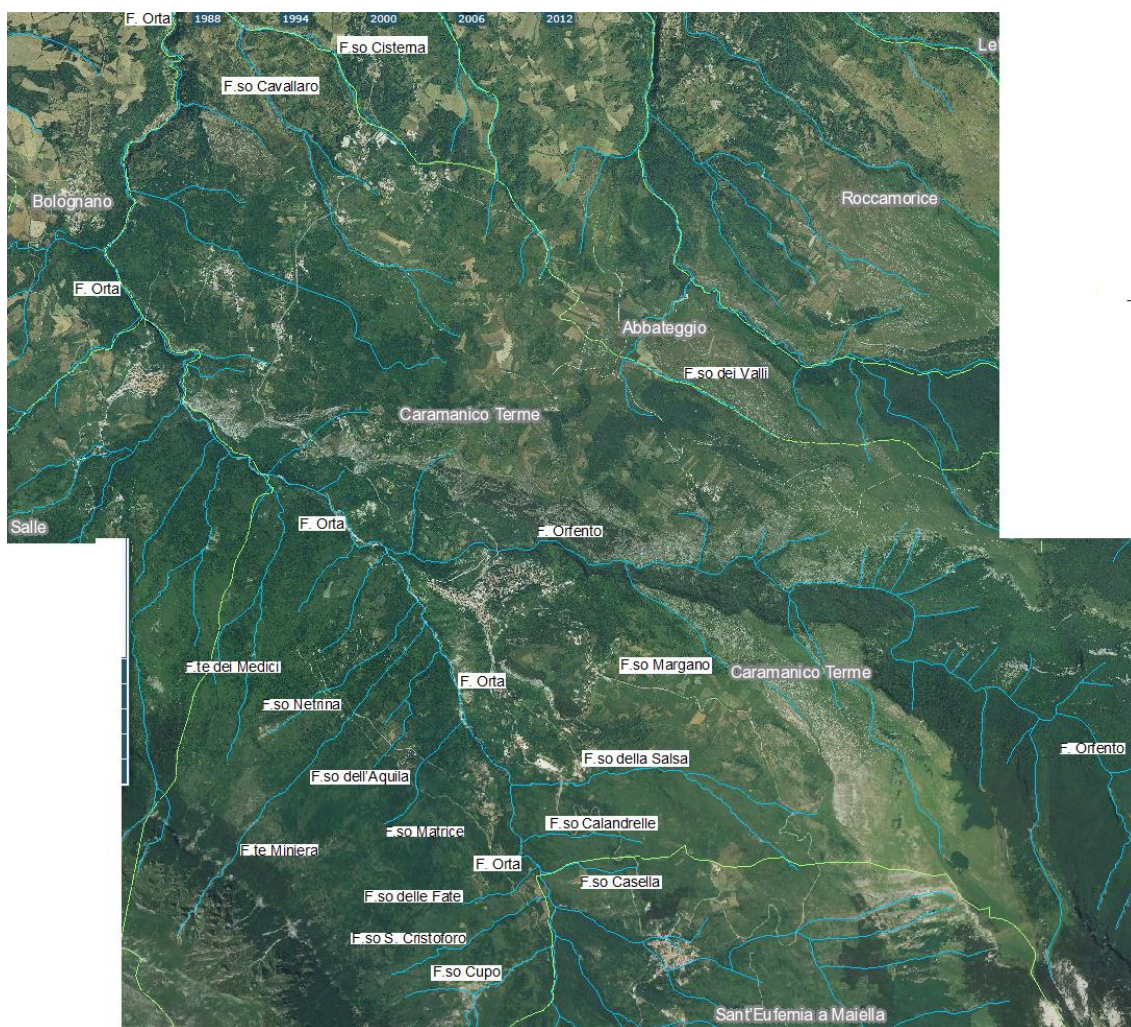 F. Orta
1988
1994
2000
2006
2012
F.so Cisterna
Le
F.so Cavallaro
Bolognano
Roccamorice
F. Orta
Abbateggio
F.so dei Valli
Caramanico Terme
Salle
F. Orta
F. Orfento
F.te dei Medici
F.so Margano
Caramanico Terme
F. Orta
F.so Netrina
F. Orfento
F.so della Salsa
F.so dell'Aquila
F.so Calandrelle
F.so Matrice
F.te Miniera
F. Orta
F.so Casella
F.so delle Fate
F.so S. Cristoforo
F.so Cupo
Sant'Eufemia a Maiella